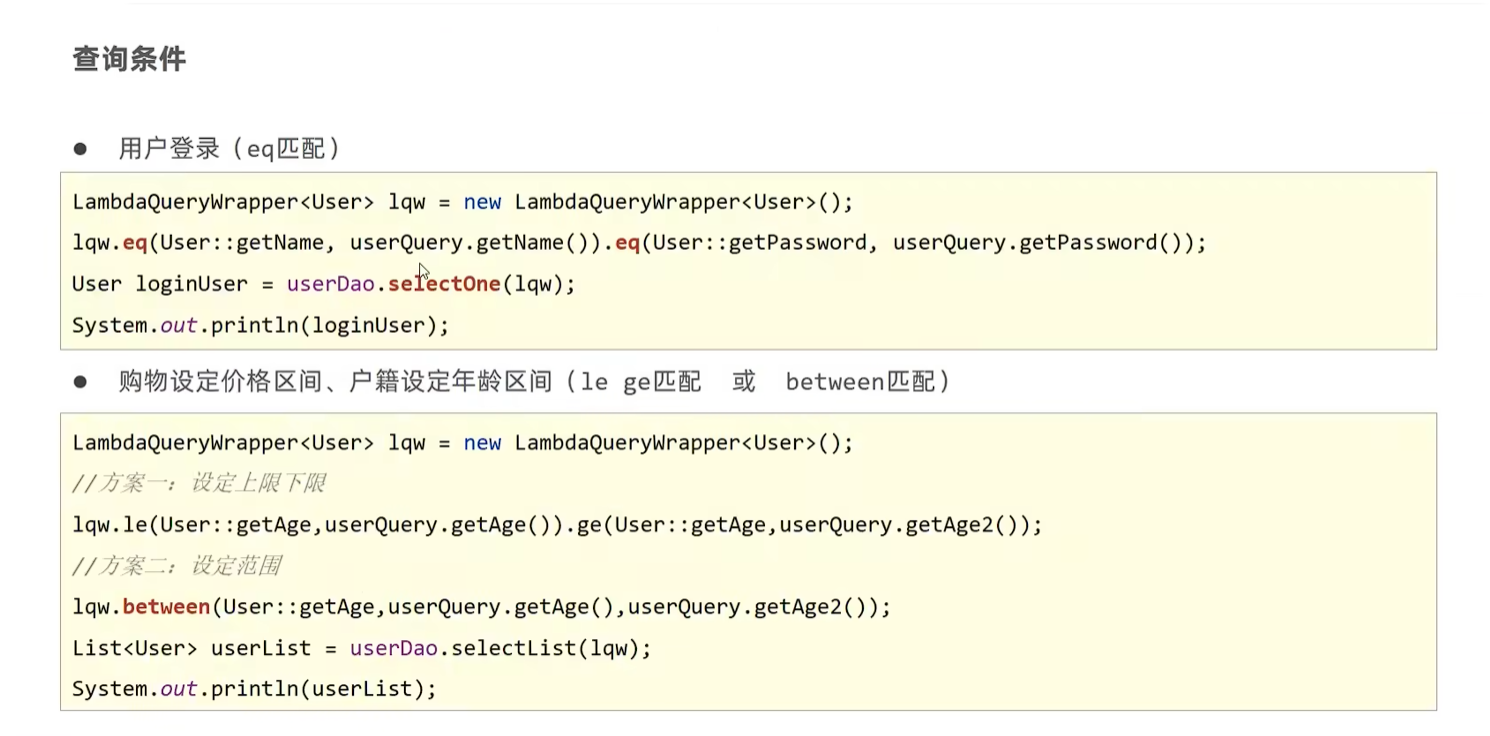 查询条件
● 用户登录（eq匹配）
LambdaQueryWrapper<User> lqw = new LambdaQueryWrapper<User>();
lqw.eq(User::getName, userQuery.getName()).eq(User::getPassword, userQuery.getPassword());
User loginUser = userDao.selectOne(lqw);
System.out.println(loginUser);
● 购物设定价格区间、户籍设定年龄区间（le ge匹配 或 between匹配）
LambdaQueryWrapper<User> lqw = new LambdaQueryWrapper<User>();
//方案一：设定上限下限
lqw.le(User::getAge,userQuery.getAge()).ge(User::getAge,userQuery.getAge2());
//方案二：设定范围
lqw.between(User::getAge,userQuery.getAge(),userQuery.getAge2());
List<User> userList = userDao.selectList(lqw);
System.out.println(userList);